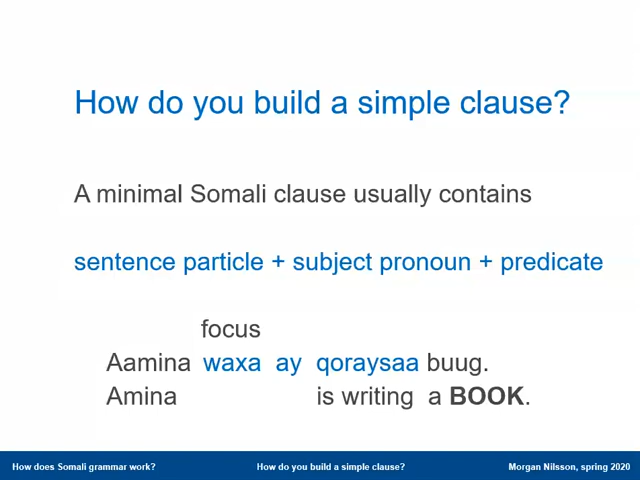 How do you build a simple clause?
A minimal Somali clause usually contains
sentence particle + subject pronoun + predicate
focus
Aamina waxa ay qoraysaa buug.
Amina is writing a BOOK.
How does Somali grammar work? How do you build a simple clause? Morgan Nilsson, spring 2020